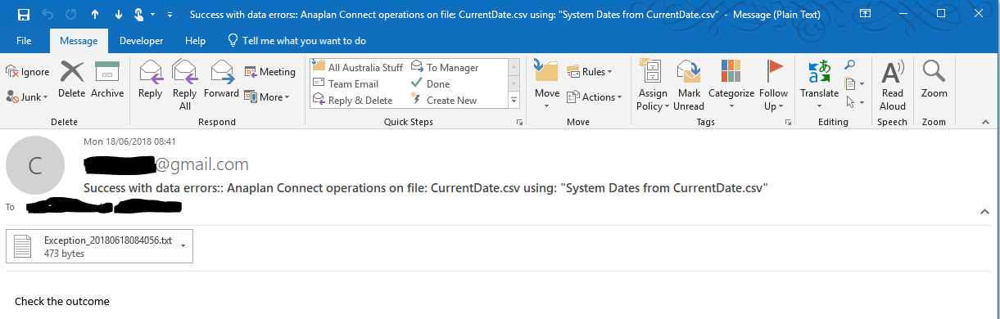 Success with data errors:: Anaplan Connect operations on file: CurrentDate.csv using: "System Dates from CurrentDate.csv" - Message (Plain Text)
File Message Developer Help Tell me what you want to do
Ignore
Junk
Delete
Archive
Delete
Reply
Reply All
Forward
Meeting
More
Respond
All Australia Stuff
Team Email
Reply & Delete
To Manager
Done
Create New
Quick Steps
Move
Rules
Actions
Move
Assign Policy
Mark Unread
Categorize
Follow Up
Tags
Translate
Editing
Read Aloud
Speech
Zoom
Zoom
Mon 18/06/2018 08:41
C
@gmail.com
Success with data errors:: Anaplan Connect operations on file: CurrentDate.csv using: "System Dates from CurrentDate.csv"
To
Exception_20180618084056.txt
473 bytes
Check the outcome